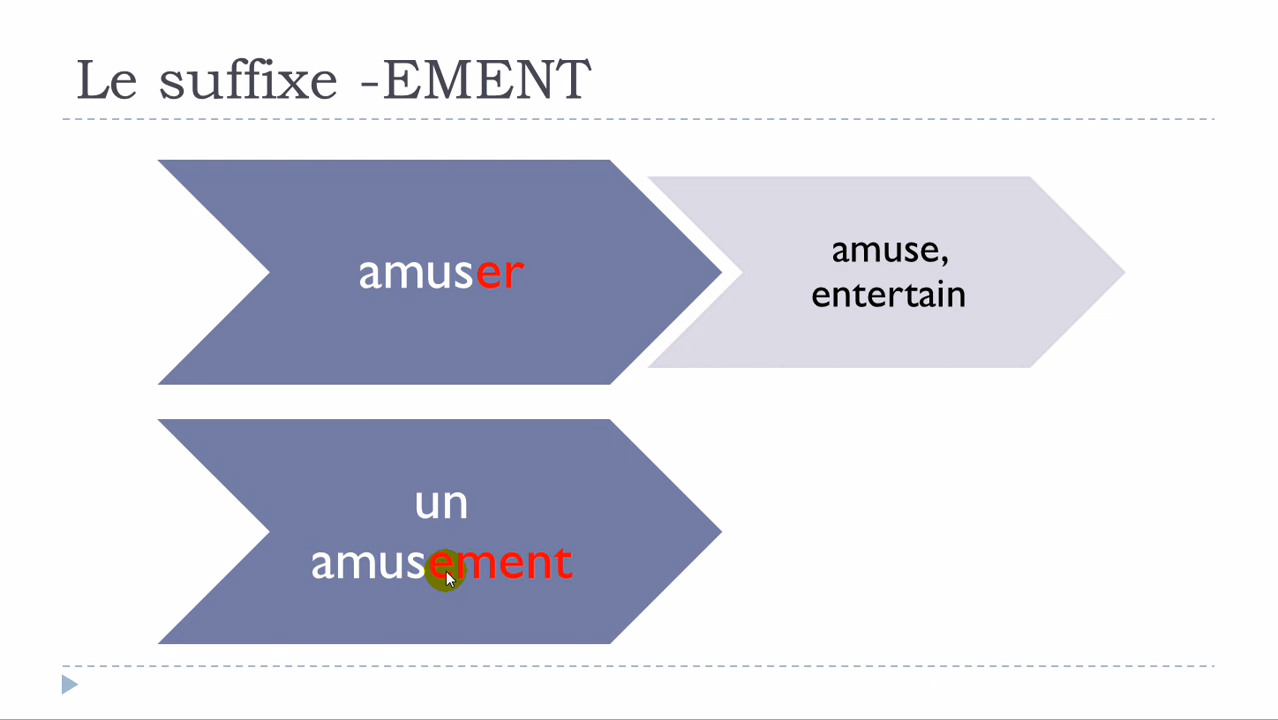 Le suffixe -EMENT
amuser
amuse,
entertain
un
amusement